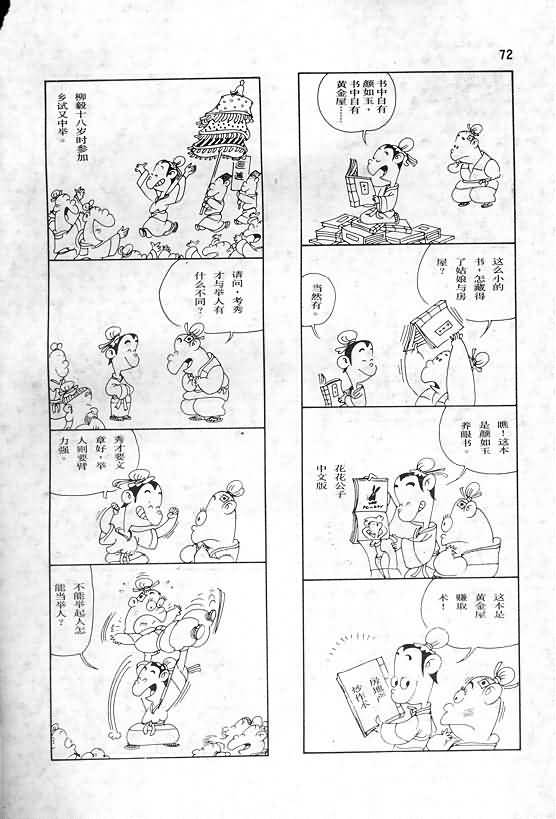 72
书中自有
颜如玉,
书中自有
黄金屋……
这么小的
书,怎藏得
了姑娘与房
屋?
当然有。
瞧!这本
是颜如玉
养眼书。
花花公子
中文版
这本是
黄金屋
赚取
术!
房地产
炒作术
柳毅十八岁时参加
乡试又中举。
请问,考秀
才与举人有
什么不同?
秀才要文
章好,举
人则要臂
力强。
不能举起人怎
能当举人?